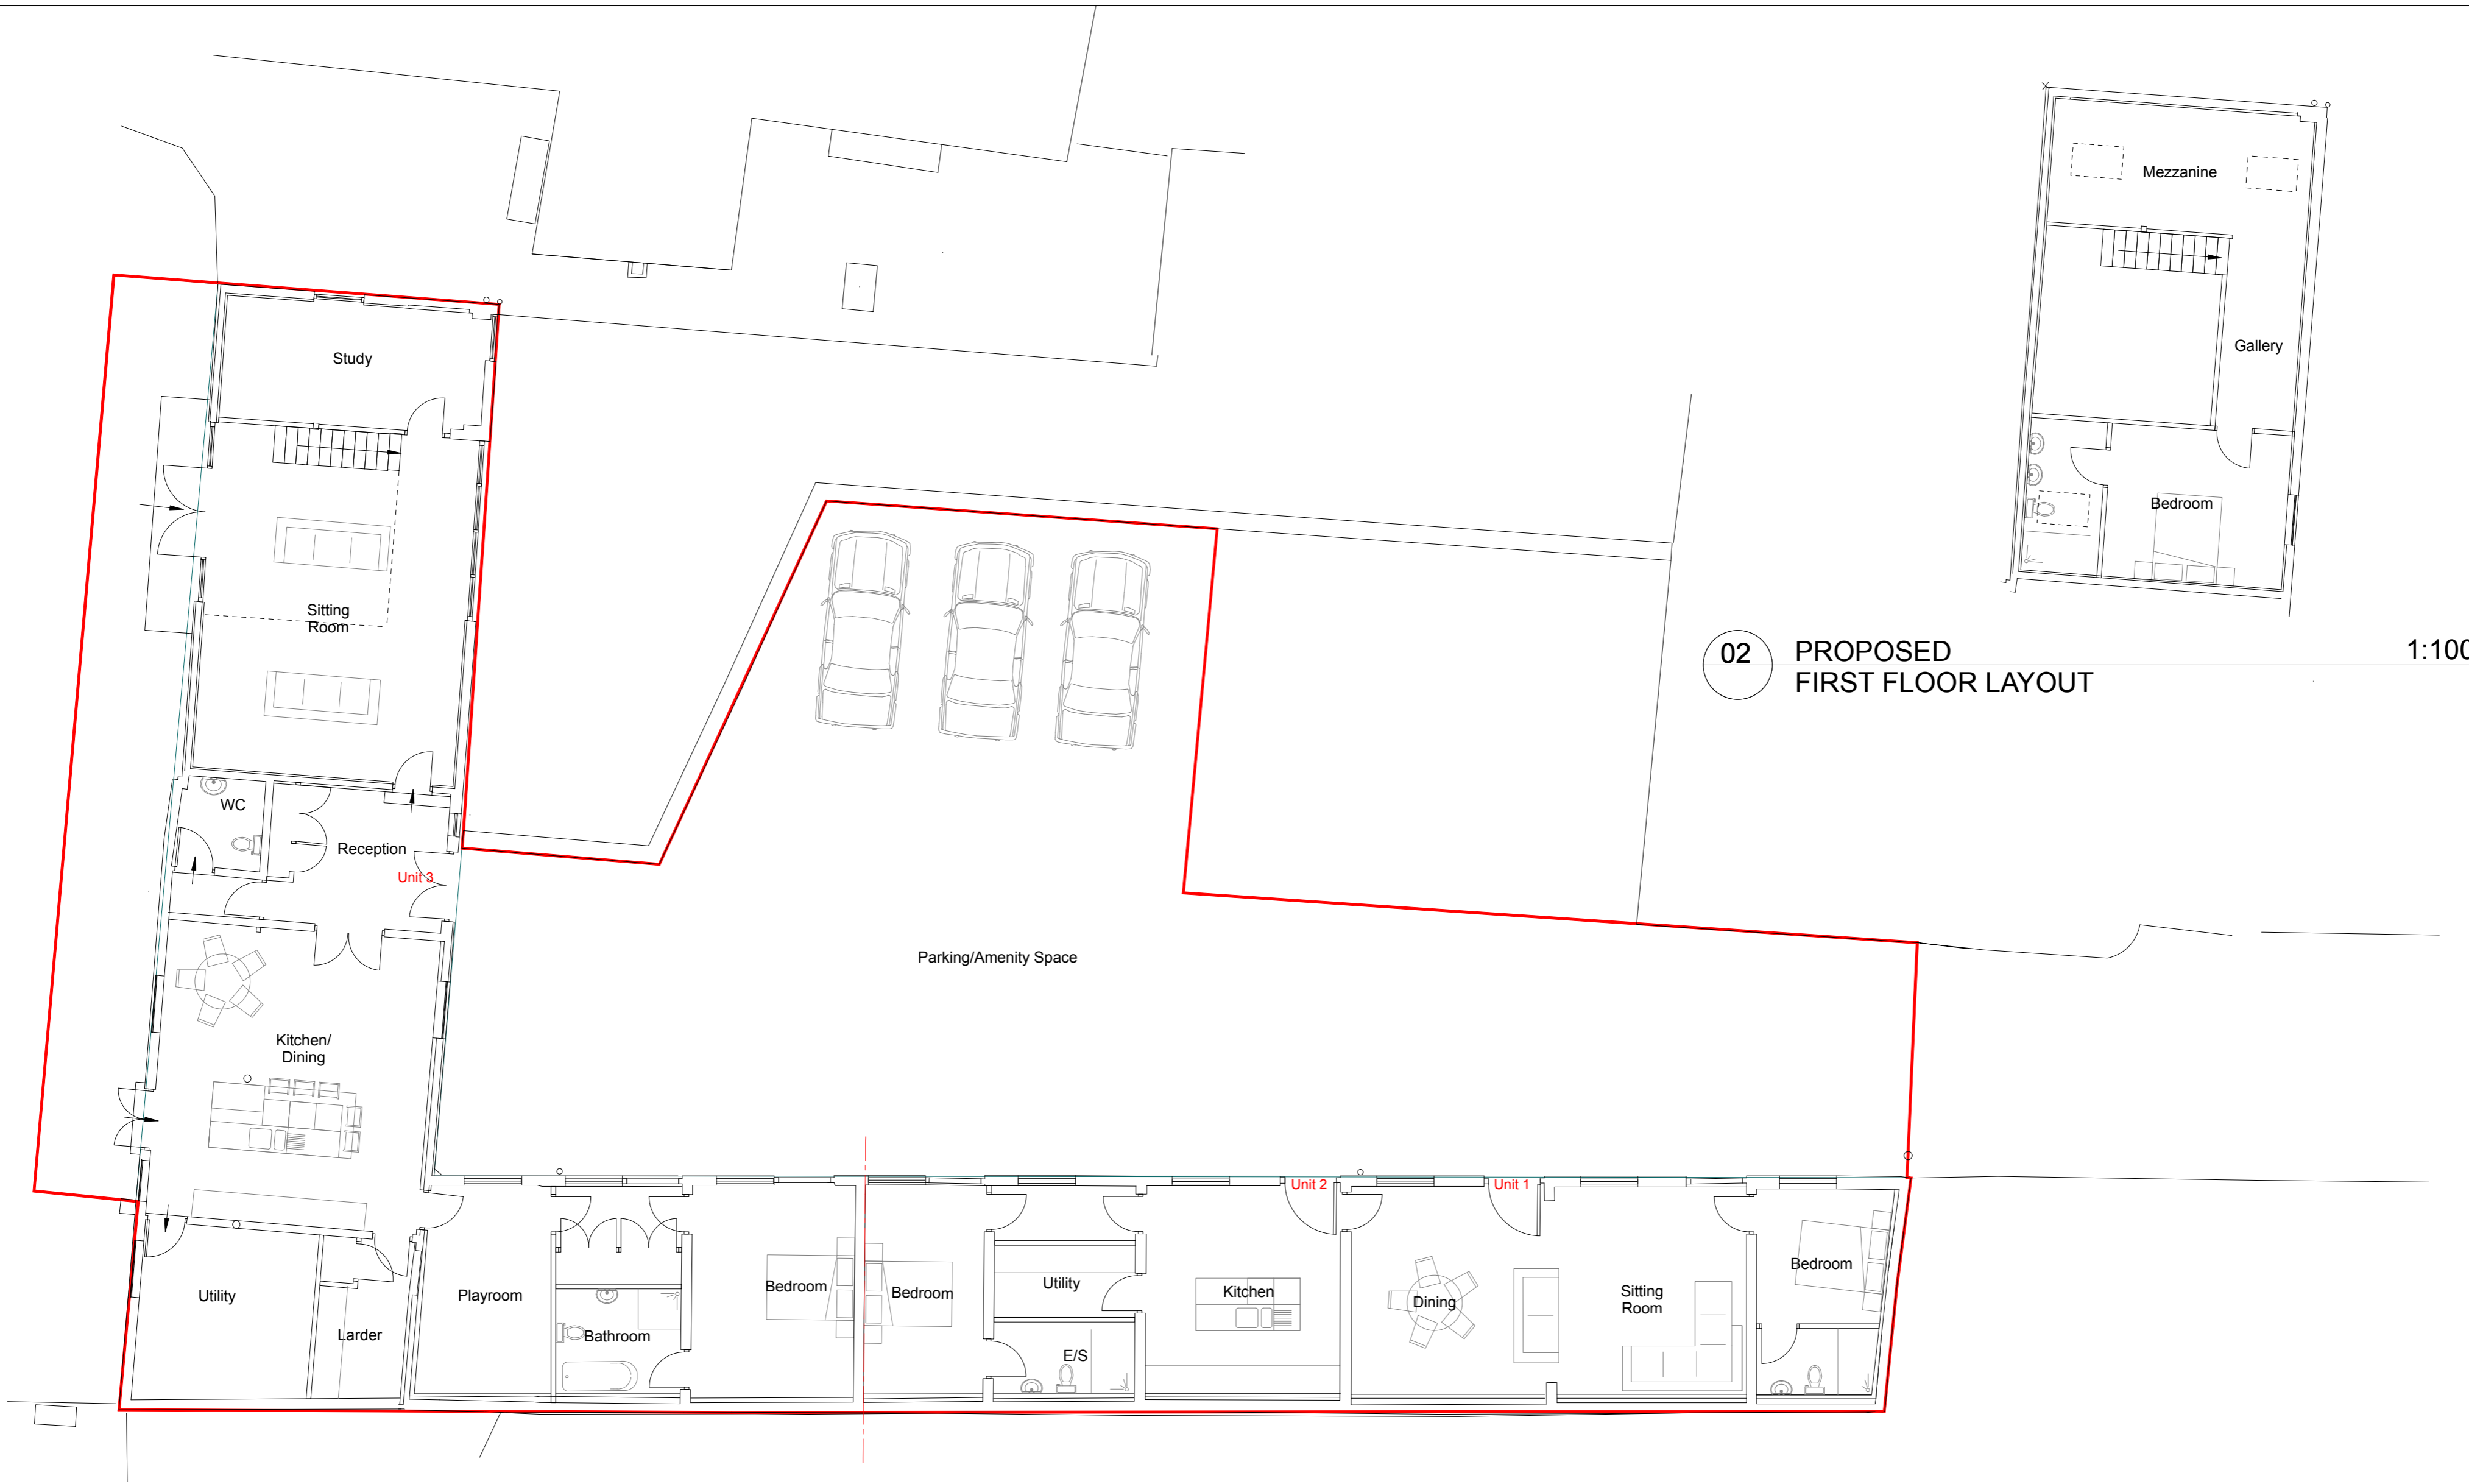 Mezzanine
Gallery
Bedroom
02
PROPOSED
1:100
FIRST FLOOR LAYOUT
Study
Sitting
Room
WC
Reception
Unit 3
Kitchen/
Dining
Parking/Amenity Space
Utility
Larder
Playroom
Bathroom
Bedroom
Bedroom
Utility
E/S
Kitchen
Unit 2
Dining
Unit 1
Sitting
Room
Bedroom